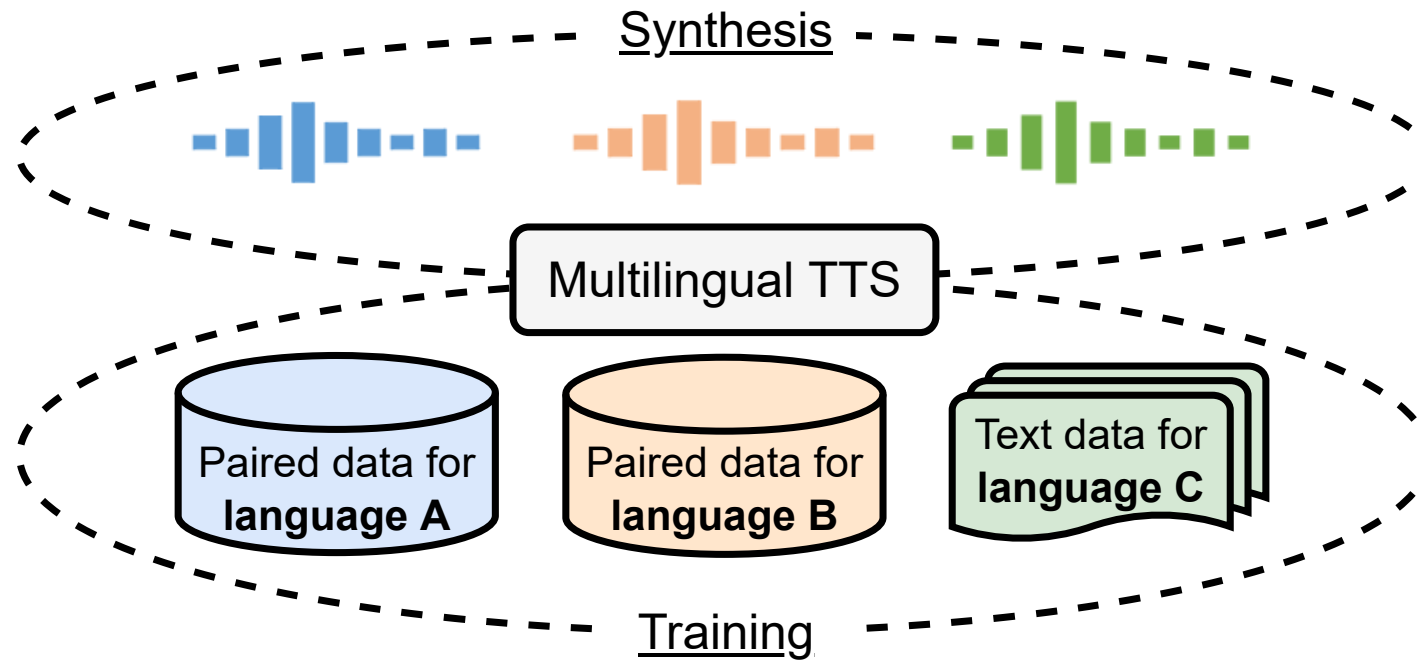 Synthesis
Multilingual TTS
Paired data for
language A
Paired data for
language B
Text data for
language C
Training